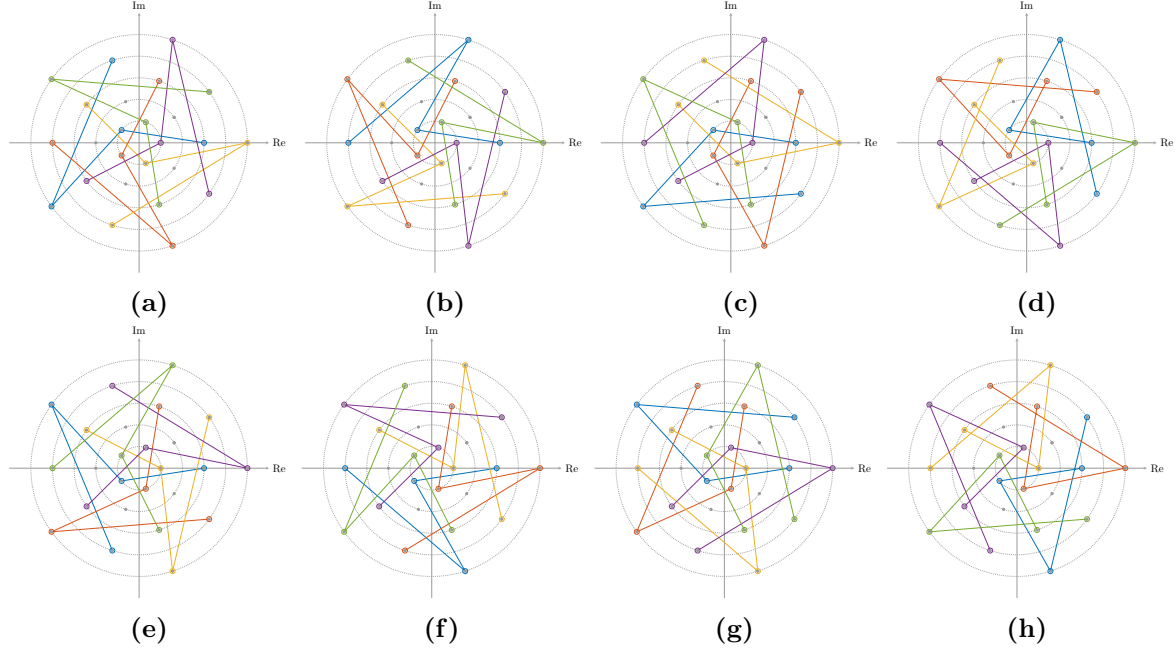 Im Im Im Im
Re Re Re Re
(a) (b) (c) (d)
Im Im Im Im
Re Re Re Re
(e) (f) (g) (h)